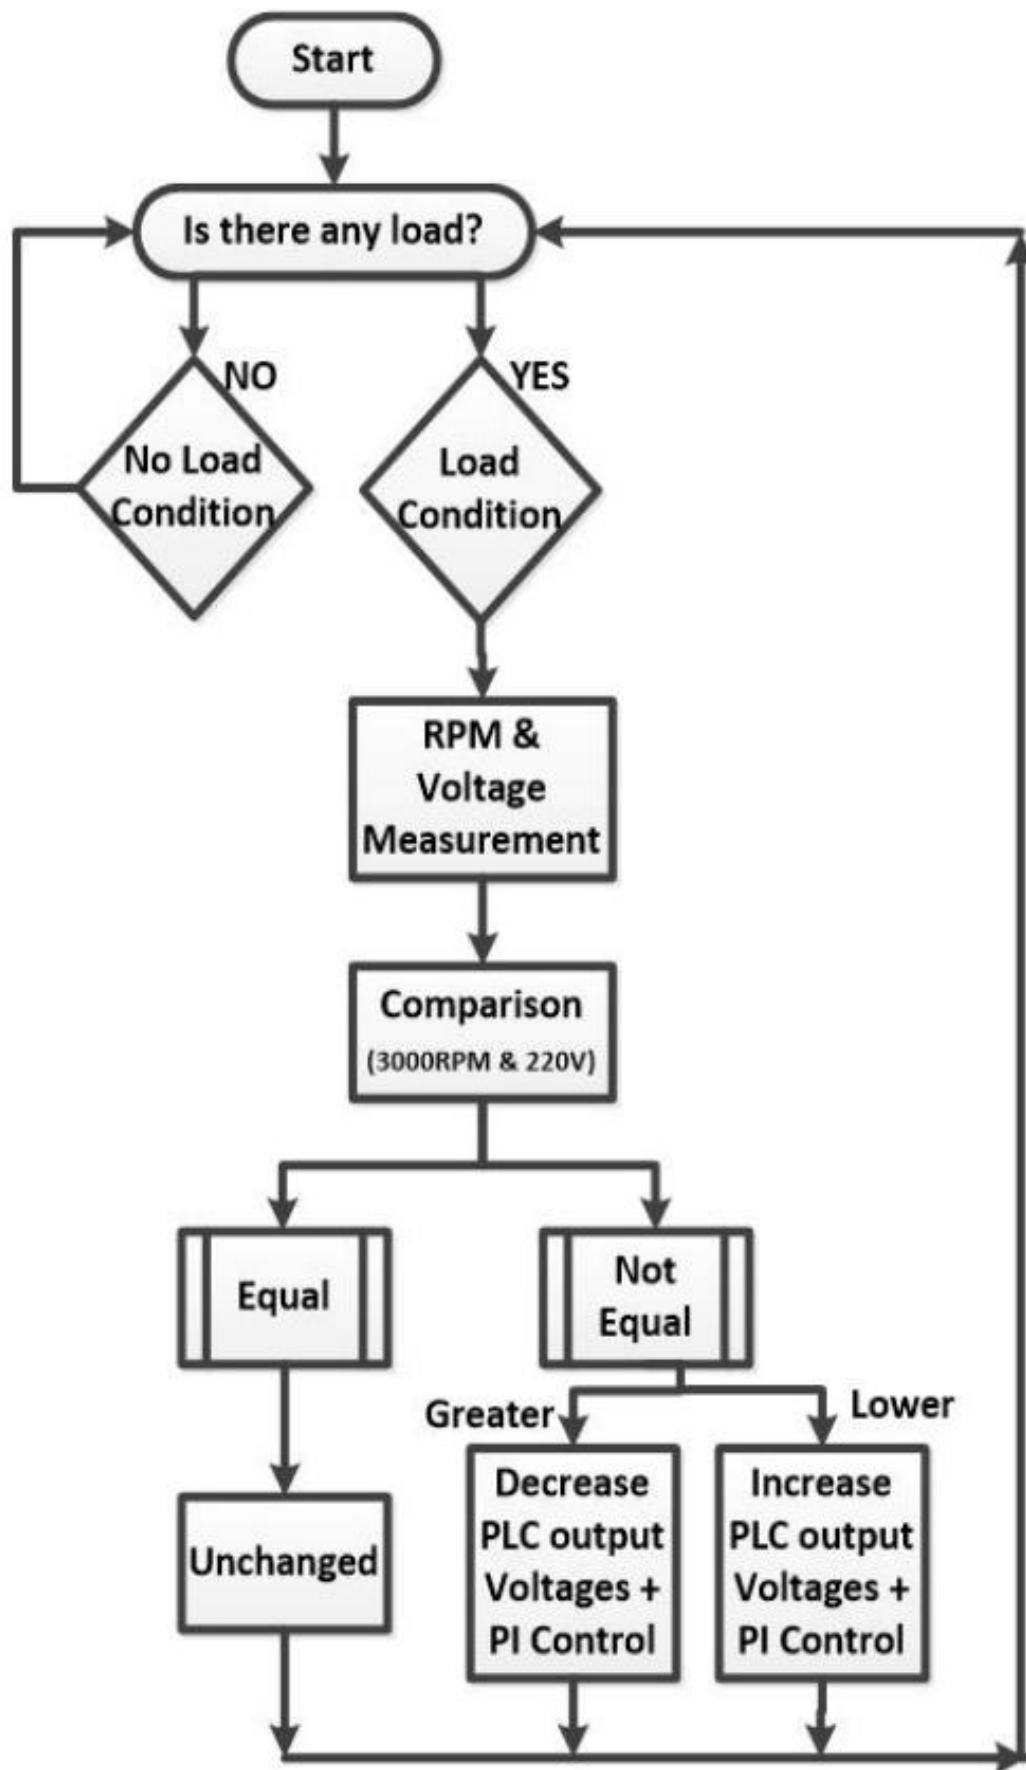 Start
Is there any load?
NO
YES
No Load
Condition
Load
Condition
RPM &
Voltage
Measurement
Comparison
(3000RPM & 220V)
Equal
Not
Equal
Greater
Lower
Unchanged
Decrease
PLC output
Voltages +
PI Control
Increase
PLC output
Voltages +
PI Control